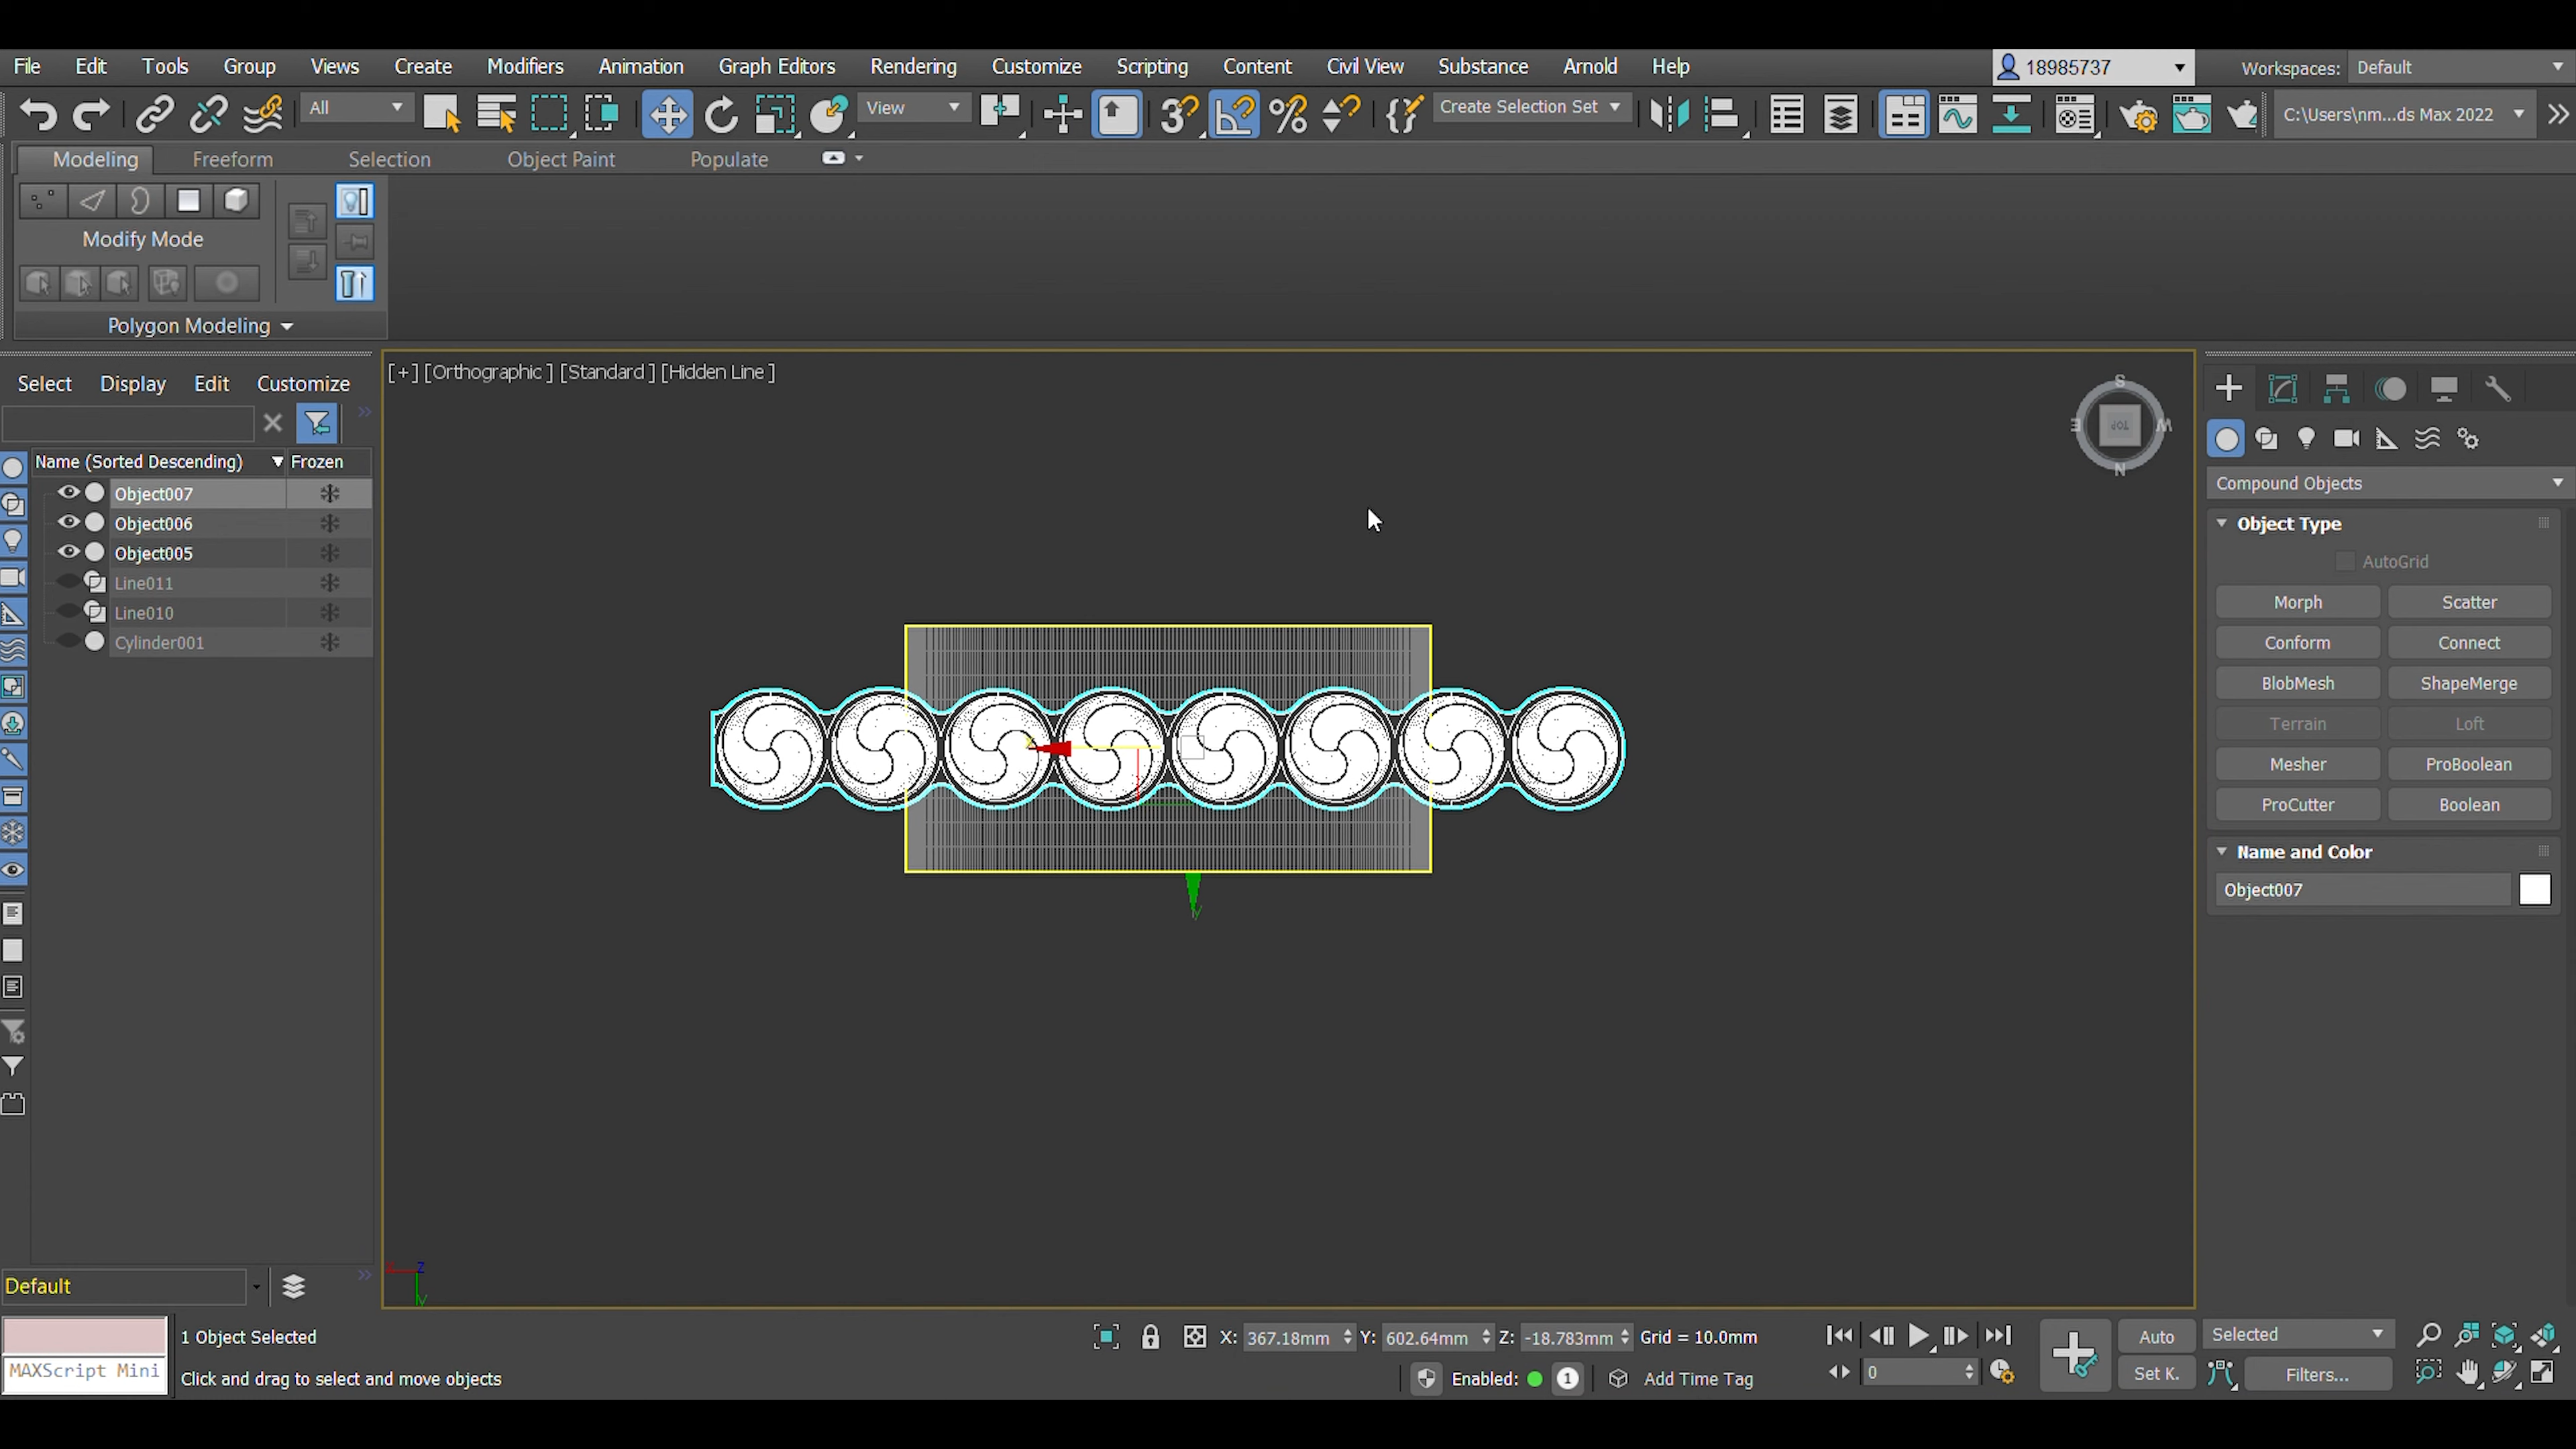 File Edit Tools Group Views Create Modifiers Animation Graph Editors Rendering Customize Scripting Content Civil View Substance Arnold Help 18985737 Workspaces: Default
All View Create Selection Set C:\Users\nm...ds Max 2022
Modeling Freeform Selection Object Paint Populate
Modify Mode
Polygon Modeling
Select Display Edit Customize
[+] [Orthographic ] [Standard ] [Hidden Line ]
Name (Sorted Descending) Frozen
Object007
Object006
Object005
Line011
Line010
Cylinder001
S
E TOP W
N
Compound Objects
Object Type
AutoGrid
Morph Scatter
Conform Connect
BlobMesh ShapeMerge
Terrain Loft
Mesher ProBoolean
ProCutter Boolean
Name and Color
Object007
x
y
Z
Default
1 Object Selected X: 367.18mm Y: 602.64mm Z: -18.783mm Grid = 10.0mm Auto Selected
MAXScript Mini Click and drag to select and move objects Enabled: 1 Add Time Tag 0 Set K. Filters...